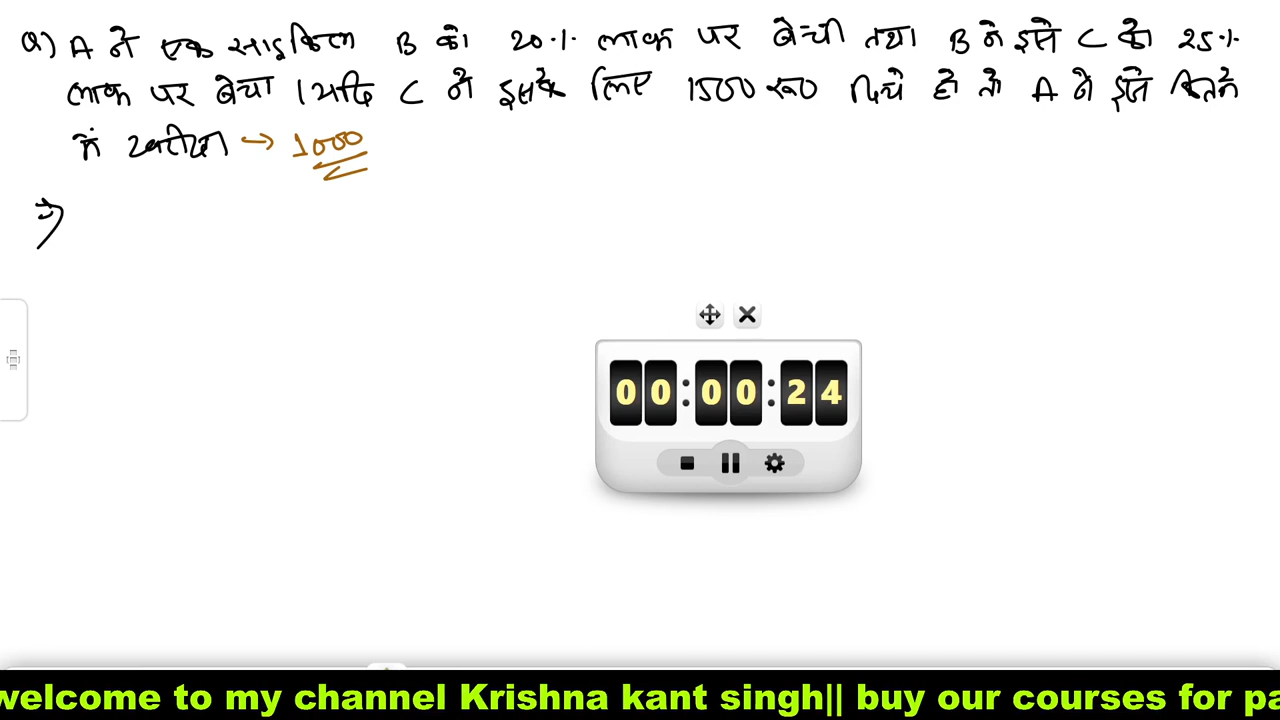 Q) A ने एक साइकिल B को 20% लाभ पर बेची तथा B ने इसे C को 25%
लाभ पर बेचा। यदि C ने इसके लिए 1500 रू0 दिये हो तो A ने इसे कितने
में खरीदा → 1000
⇒
00:00:24
welcome to my channel Krishna kant singh|| buy our courses for pa